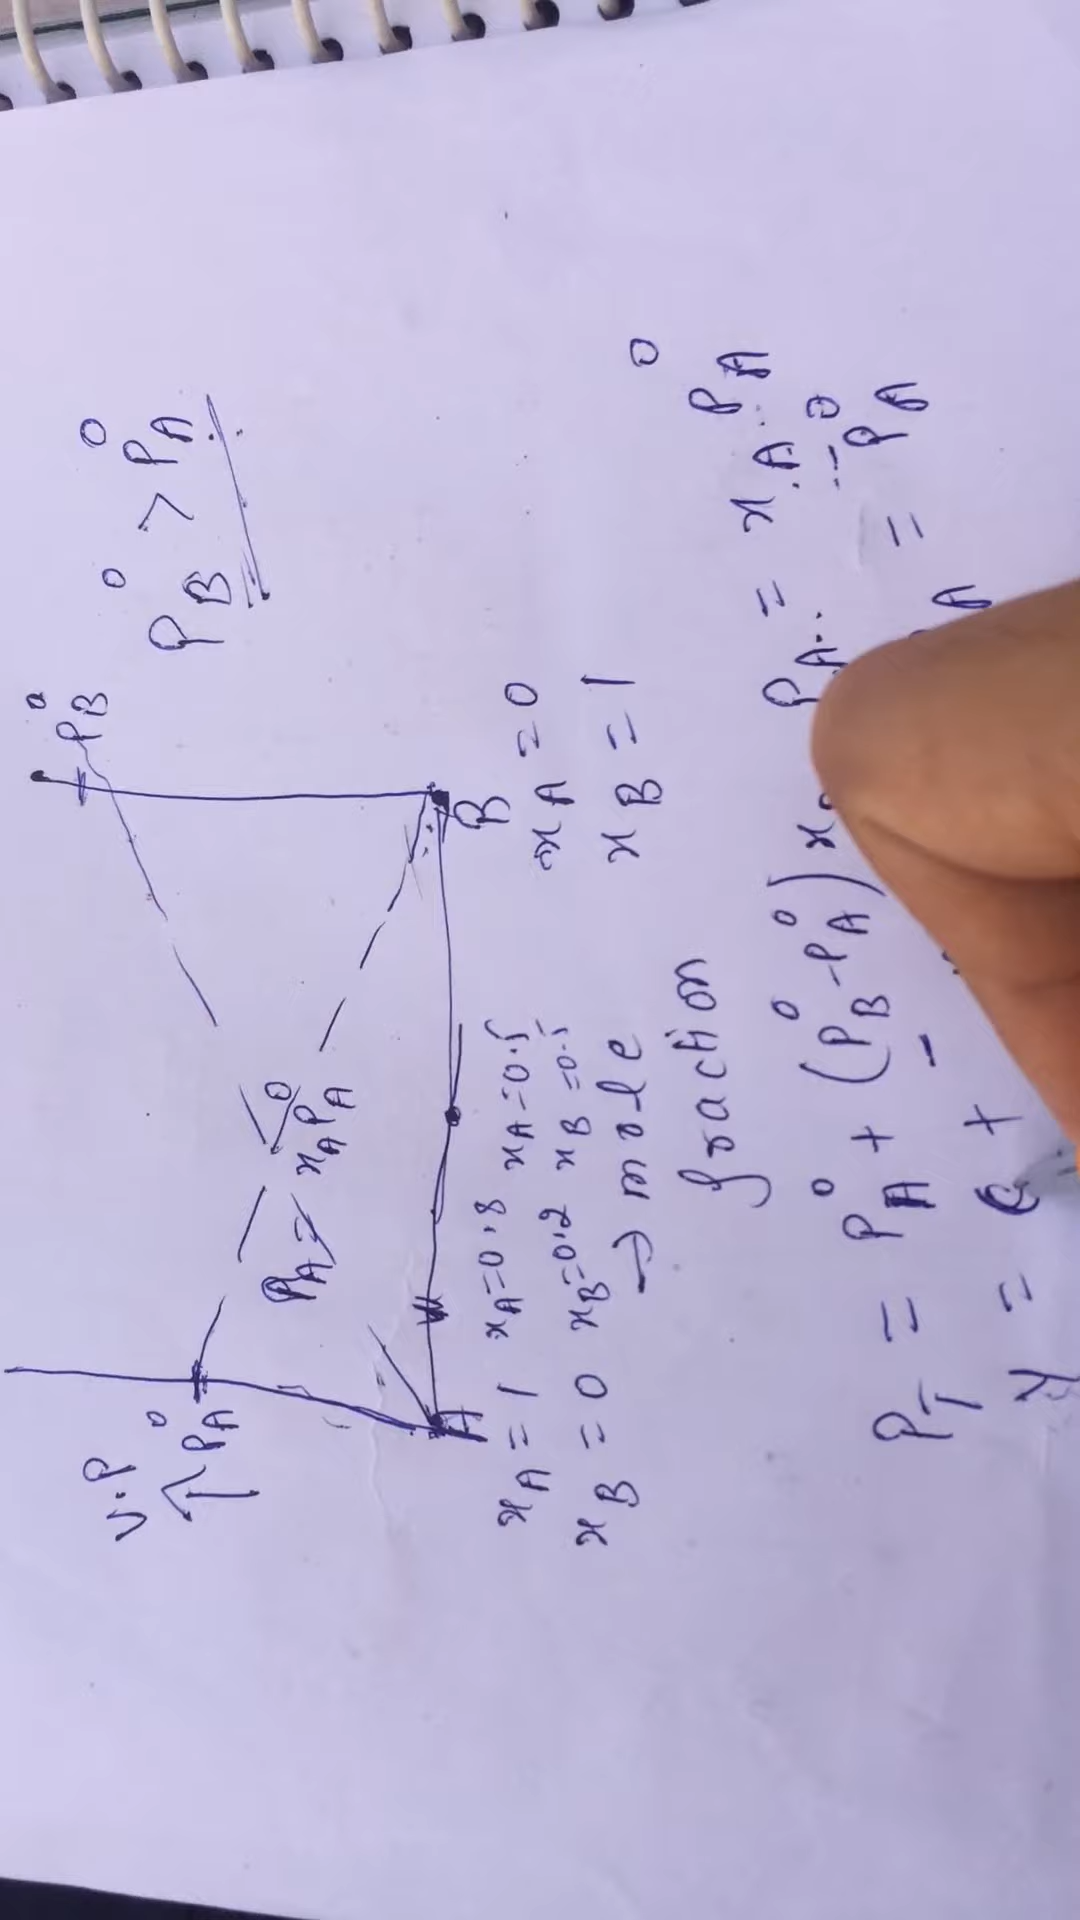 P°B > P°A
V.P
P°A
P°B
PA = xA P°A
A
B
xA = 1 xA=0.8 xA=0.5 xA = 0
xB = 0 xB=0.2 xB=0.5 xB = 1
→ mole
fraction
PA = xA. P°A
PT = P°A + (P°B - P°A) x = P°A
y = +